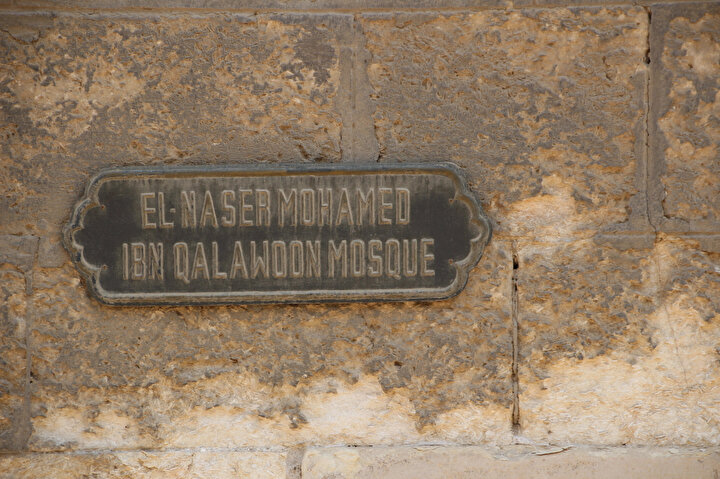 EL-NASER MOHAMED
IBN QALAWOON MOSQUE